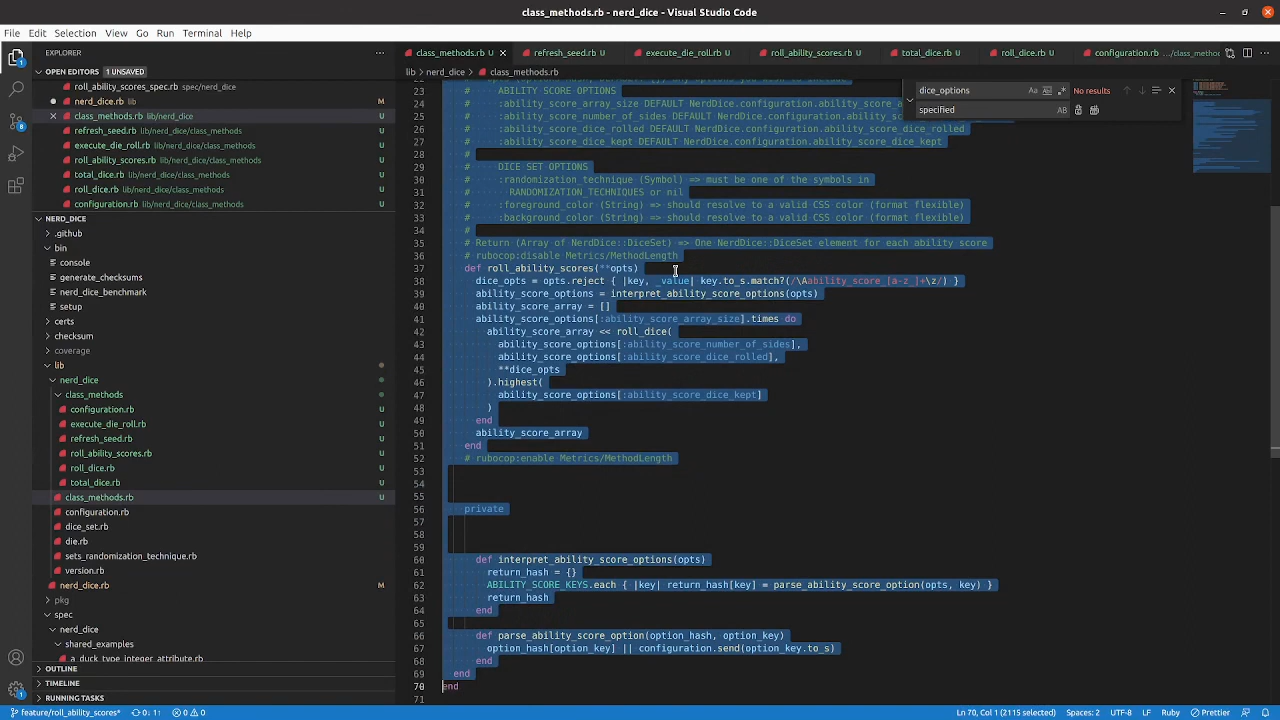 class_methods.rb - nerd_dice - Visual Studio Code
File Edit Selection View Go Run Terminal Help
EXPLORER
OPEN EDITORS 1 UNSAVED
roll_ability_scores_spec.rb spec/nerd_dice
nerd_dice.rb lib
class_methods.rb lib/nerd_dice
refresh_seed.rb lib/nerd_dice/class_methods
execute_die_roll.rb lib/nerd_dice/class_methods
roll_ability_scores.rb lib/nerd_dice/class_methods
total_dice.rb lib/nerd_dice/class_methods
roll_dice.rb lib/nerd_dice/class_methods
configuration.rb lib/nerd_dice/class_methods
NERD_DICE
.github
bin
console
generate_checksums
nerd_dice_benchmark
setup
certs
checksum
coverage
lib
nerd_dice
class_methods
configuration.rb
execute_die_roll.rb
refresh_seed.rb
roll_ability_scores.rb
roll_dice.rb
total_dice.rb
class_methods.rb U
configuration.rb
dice_set.rb
die.rb
sets_randomization_technique.rb
version.rb
nerd_dice.rb
pkg
spec
nerd_dice
shared_examples
a_duck_type_integer_attribute.rb
OUTLINE
TIMELINE
RUNNING TASKS
class_methods.rb U refresh_seed.rb U execute_die_roll.rb U roll_ability_scores.rb U total_dice.rb U roll_dice.rb U configuration.rb .../class_metho
lib > nerd_dice > class_methods.rb
dice_options Aa No results
specified AB
23 # ABILITY SCORE OPTIONS
24 # :ability_score_array_size DEFAULT NerdDice.configuration.ability_score_a
25 # :ability_score_number_of_sides DEFAULT NerdDice.configuration.ability_sc
26 # :ability_score_dice_rolled DEFAULT NerdDice.configuration.ability_score_dice_rolled
27 # :ability_score_dice_kept DEFAULT NerdDice.configuration.ability_score_dice_kept
28 #
29 # DICE SET OPTIONS
30 # :randomization_technique (Symbol) => must be one of the symbols in
31 # RANDOMIZATION_TECHNIQUES or nil
32 # :foreground_color (String) => should resolve to a valid CSS color (format flexible)
33 # :background_color (String) => should resolve to a valid CSS color (format flexible)
34 #
35 # Return (Array of NerdDice::DiceSet) => One NerdDice::DiceSet element for each ability score
36 # rubocop:disable Metrics/MethodLength
37 def roll_ability_scores(**opts)
38 dice_opts = opts.reject { |key, _value| key.to_s.match?(/\Aability_score_[a-z_]+\z/) }
39 ability_score_options = interpret_ability_score_options(opts)
40 ability_score_array = []
41 ability_score_options[:ability_score_array_size].times do
42 ability_score_array << roll_dice(
43 ability_score_options[:ability_score_number_of_sides],
44 ability_score_options[:ability_score_dice_rolled],
45 **dice_opts
46 ).highest(
47 ability_score_options[:ability_score_dice_kept]
48 )
49 end
50 ability_score_array
51 end
52 # rubocop:enable Metrics/MethodLength
53
54
55
56 private
57
58
59
60 def interpret_ability_score_options(opts)
61 return_hash = {}
62 ABILITY_SCORE_KEYS.each { |key| return_hash[key] = parse_ability_score_option(opts, key) }
63 return_hash
64 end
65
66 def parse_ability_score_option(option_hash, option_key)
67 option_hash[option_key] || configuration.send(option_key.to_s)
68 end
69 end
70 end
71
feature/roll_ability_scores* 0↓ 1↑ 0 0 Ln 70, Col 1 (2115 selected) Spaces: 2 UTF-8 LF Ruby Prettier